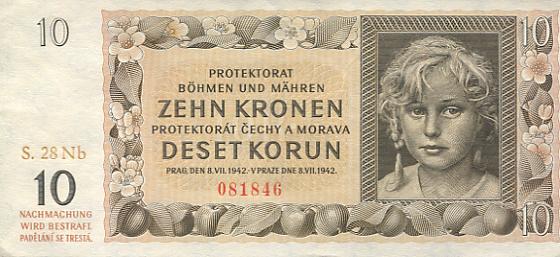 10
10
PROTEKTORAT
BÖHMEN UND MÄHREN
ZEHN KRONEN
PROTEKTORÁT ČECHY A MORAVA
DESET KORUN
PRAG, DEN 8.VII.1942.-V PRAZE DNE 8.VII.1942.
081846
S. 28 Nb
10
NACHMACHUNG
WIRD BESTRAFT
PADĚLÁNÍ SE TRESTÁ.
10